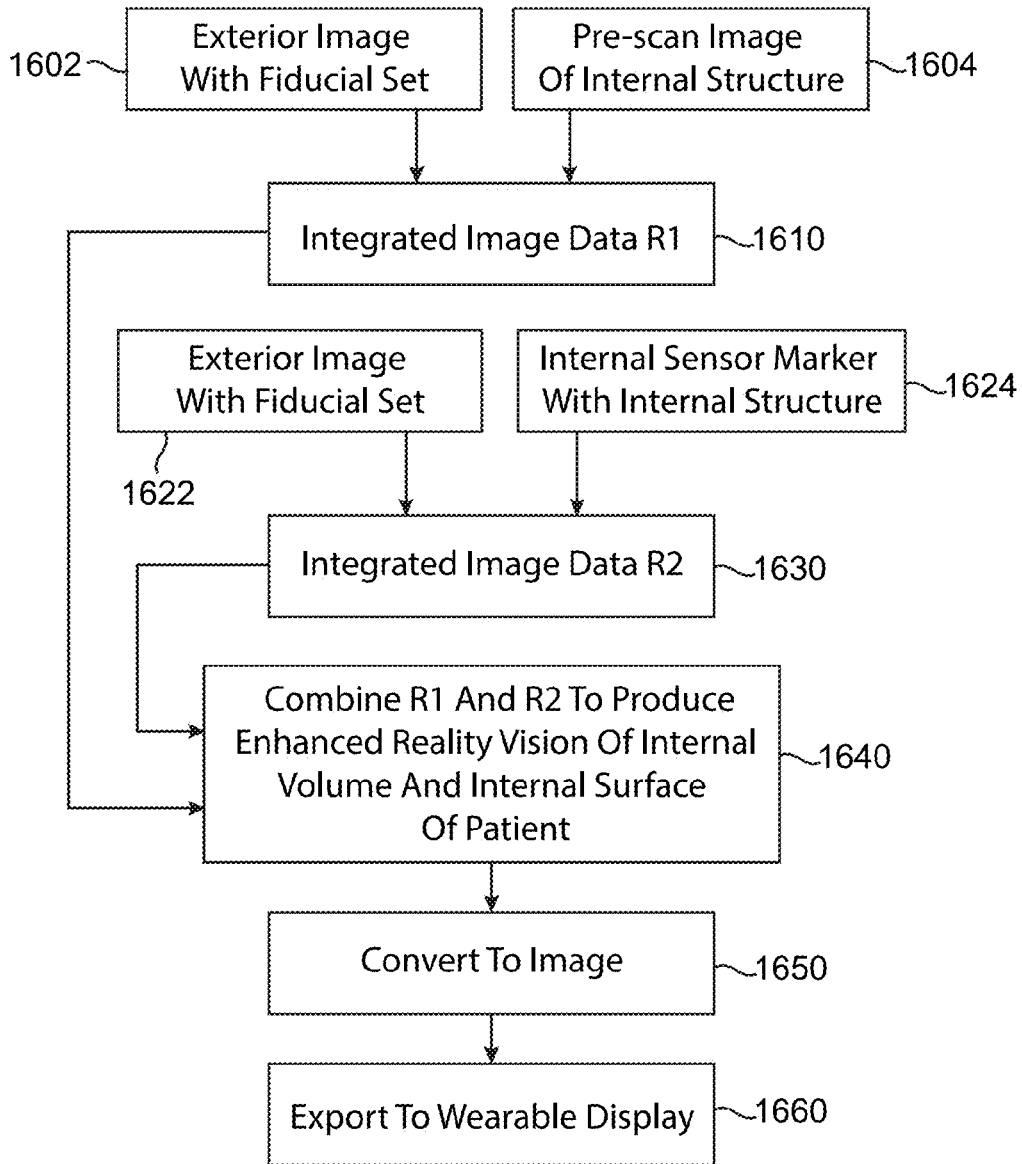 1602
Exterior Image
With Fiducial Set
Pre-scan Image
Of Internal Structure
1604
Integrated Image Data R1
1610
Exterior Image
With Fiducial Set
1622
Internal Sensor Marker
With Internal Structure
1624
Integrated Image Data R2
1630
Combine R1 And R2 To Produce
Enhanced Reality Vision Of Internal
Volume And Internal Surface
Of Patient
1640
Convert To Image
1650
Export To Wearable Display
1660